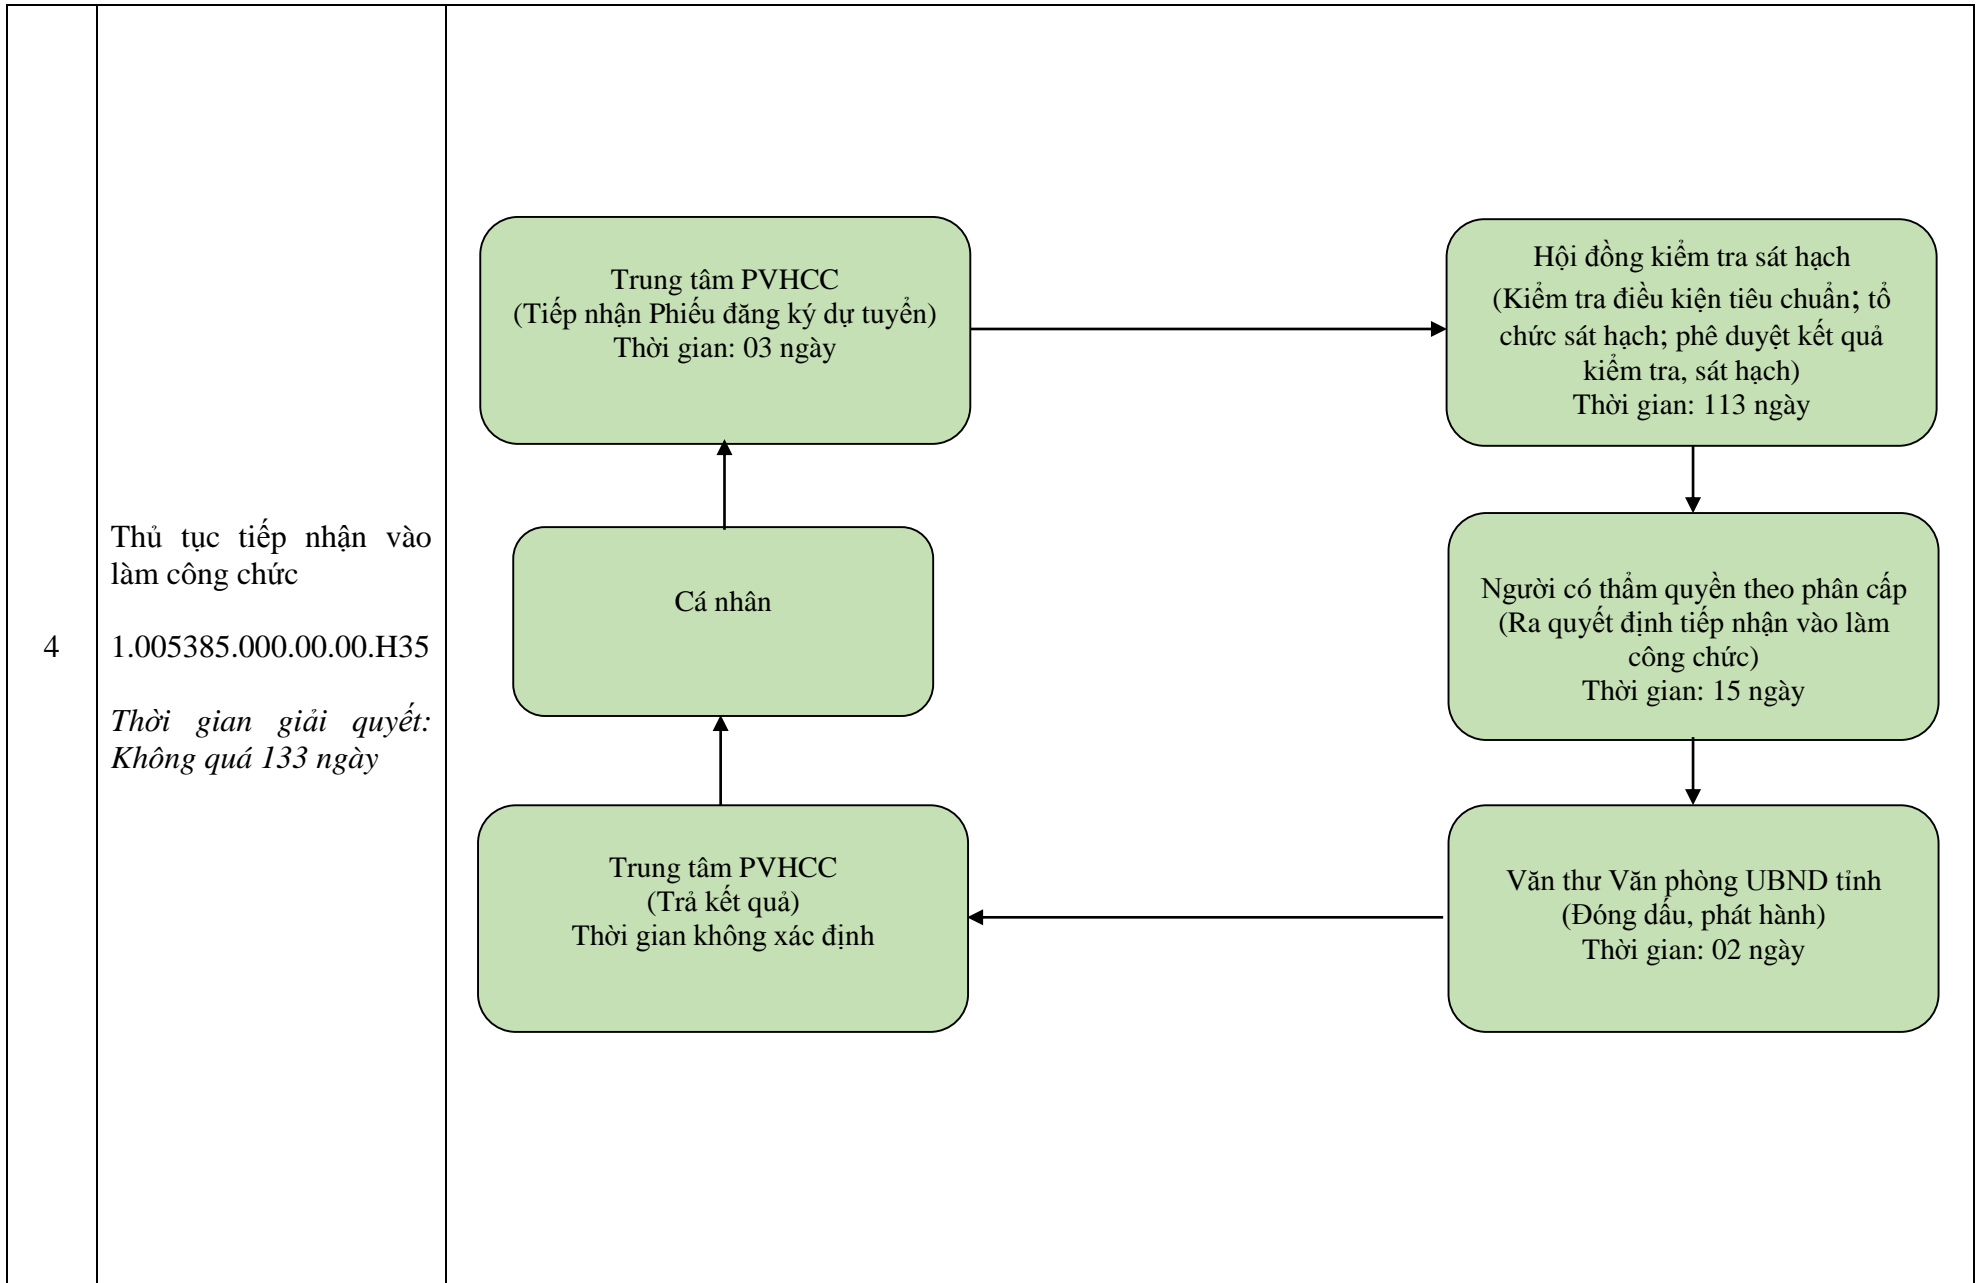 4
Thủ tục tiếp nhận vào
làm công chức
1.005385.000.00.00.H35
Thời gian giải quyết:
Không quá 133 ngày
Trung tâm PVHCC
(Tiếp nhận Phiếu đăng ký dự tuyển)
Thời gian: 03 ngày
Hội đồng kiểm tra sát hạch
(Kiểm tra điều kiện tiêu chuẩn; tổ
chức sát hạch; phê duyệt kết quả
kiểm tra, sát hạch)
Thời gian: 113 ngày
Cá nhân
Người có thẩm quyền theo phân cấp
(Ra quyết định tiếp nhận vào làm
công chức)
Thời gian: 15 ngày
Trung tâm PVHCC
(Trả kết quả)
Thời gian không xác định
Văn thư Văn phòng UBND tỉnh
(Đóng dấu, phát hành)
Thời gian: 02 ngày